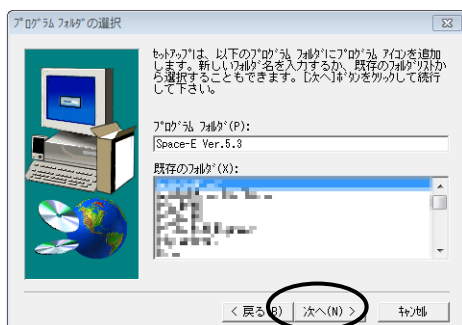 ﾌﾟﾛｸﾞﾗﾑ ﾌｫﾙﾀﾞの選択
ｾｯﾄｱｯﾌﾟは、以下のﾌﾟﾛｸﾞﾗﾑ ﾌｫﾙﾀﾞにﾌﾟﾛｸﾞﾗﾑ ｱｲｺﾝを追加
します。新しいﾌｫﾙﾀﾞ名を入力するか、既存のﾌｫﾙﾀﾞﾘｽﾄか
ら選択することもできます。[次へ]ﾎﾞﾀﾝをｸﾘｯｸして続行
して下さい。
ﾌﾟﾛｸﾞﾗﾑ ﾌｫﾙﾀﾞ(P):
Space-E Ver.5.3
既存のﾌｫﾙﾀﾞ(X):
< 戻る(B) 次へ(N) > ｷｬﾝｾﾙ